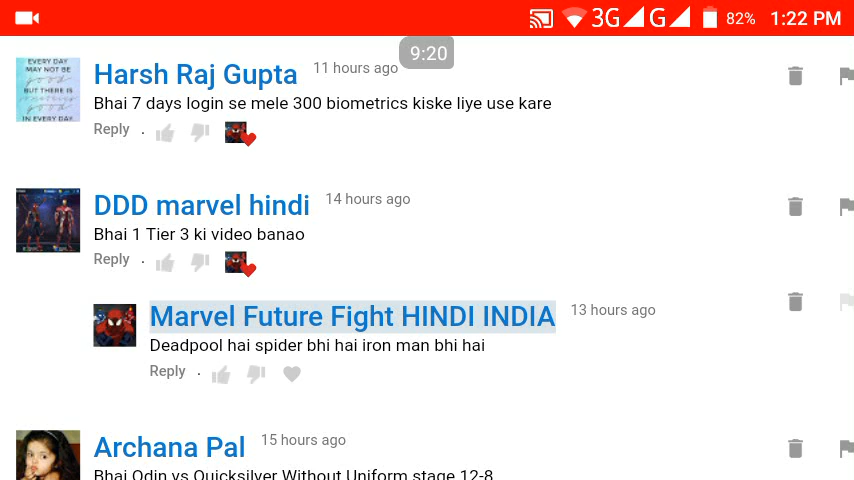 3G G 82% 1:22 PM
9:20
EVERY DAY
MAY NOT BE
good
BUT THERE IS
good
IN EVERY DAY.
Harsh Raj Gupta 11 hours ago
Bhai 7 days login se mele 300 biometrics kiske liye use kare
Reply .
DDD marvel hindi 14 hours ago
Bhai 1 Tier 3 ki video banao
Reply .
Marvel Future Fight HINDI INDIA 13 hours ago
Deadpool hai spider bhi hai iron man bhi hai
Reply .
Archana Pal 15 hours ago
Bhai Odin vs Quicksilver Without Uniform stage 12-8